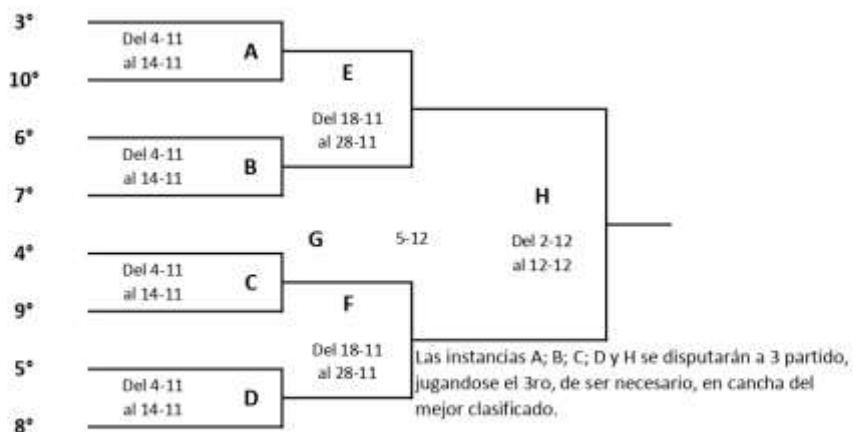 3°
Del 4-11
al 14-11
A
10°
E
Del 18-11
al 28-11
6°
Del 4-11
al 14-11
B
7°
H
Del 2-12
al 12-12
G
5-12
4°
Del 4-11
al 14-11
C
9°
F
Del 18-11
al 28-11
5°
Del 4-11
al 14-11
D
8°
Las instancias A; B; C; D y H se disputarán a 3 partido,
jugandose el 3ro, de ser necesario, en cancha del
mejor clasificado.